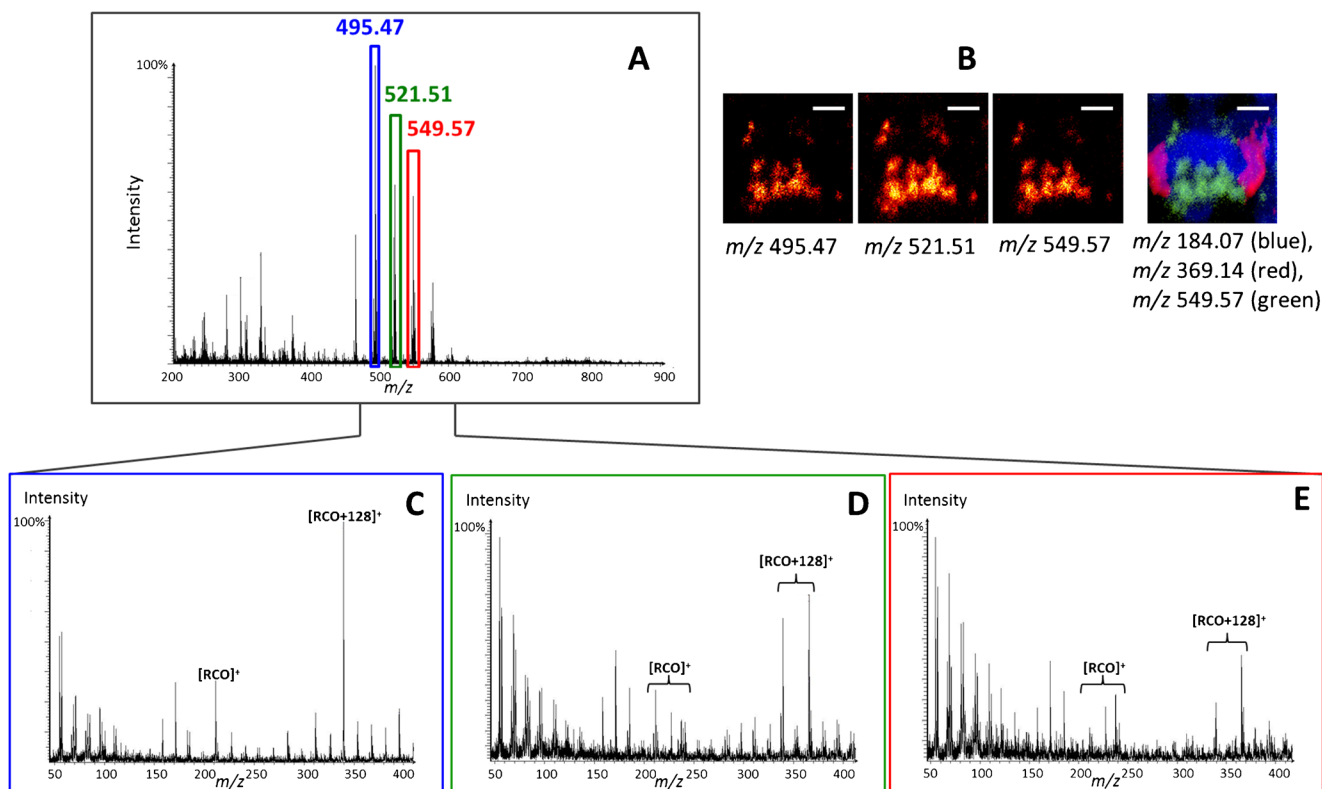 A
495.47
521.51
549.57
100%
Intensity
200 300 400 500 600 700 800 900
m/z
B
m/z 495.47
m/z 521.51
m/z 549.57
m/z 184.07 (blue),
m/z 369.14 (red),
m/z 549.57 (green)
C
Intensity
100%
[RCO+128]⁺
[RCO]⁺
50 100 150 200 250 300 350 400
m/z
D
Intensity
100%
[RCO+128]⁺
[RCO]⁺
50 100 150 200 250 300 350 400
m/z
E
Intensity
100%
[RCO+128]⁺
[RCO]⁺
50 100 150 200 250 300 350 400
m/z